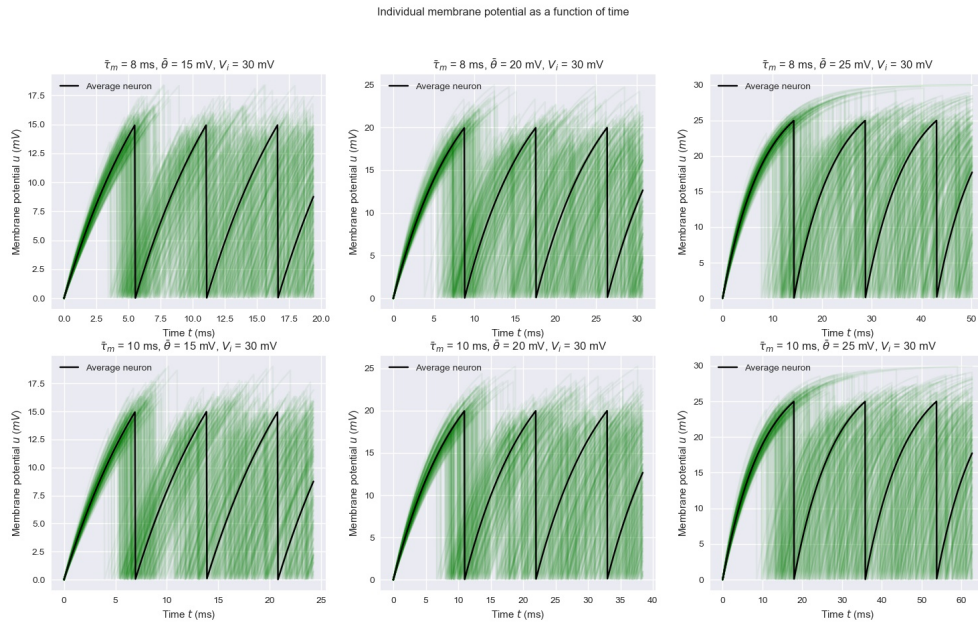 Individual membrane potential as a function of time
τ̄ₘ = 8 ms, θ̄ = 15 mV, Vᵢ = 30 mV
Average neuron
Membrane potential u (mV)
17.5
15.0
12.5
10.0
7.5
5.0
2.5
0.0
0.0 2.5 5.0 7.5 10.0 12.5 15.0 17.5 20.0
Time t (ms)
τ̄ₘ = 8 ms, θ̄ = 20 mV, Vᵢ = 30 mV
Average neuron
Membrane potential u (mV)
25
20
15
10
5
0
0 5 10 15 20 25 30
Time t (ms)
τ̄ₘ = 8 ms, θ̄ = 25 mV, Vᵢ = 30 mV
Average neuron
Membrane potential u (mV)
30
25
20
15
10
5
0
0 10 20 30 40 50
Time t (ms)
τ̄ₘ = 10 ms, θ̄ = 15 mV, Vᵢ = 30 mV
Average neuron
Membrane potential u (mV)
17.5
15.0
12.5
10.0
7.5
5.0
2.5
0.0
0 5 10 15 20 25
Time t (ms)
τ̄ₘ = 10 ms, θ̄ = 20 mV, Vᵢ = 30 mV
Average neuron
Membrane potential u (mV)
25
20
15
10
5
0
0 5 10 15 20 25 30 35 40
Time t (ms)
τ̄ₘ = 10 ms, θ̄ = 25 mV, Vᵢ = 30 mV
Average neuron
Membrane potential u (mV)
30
25
20
15
10
5
0
0 10 20 30 40 50 60
Time t (ms)